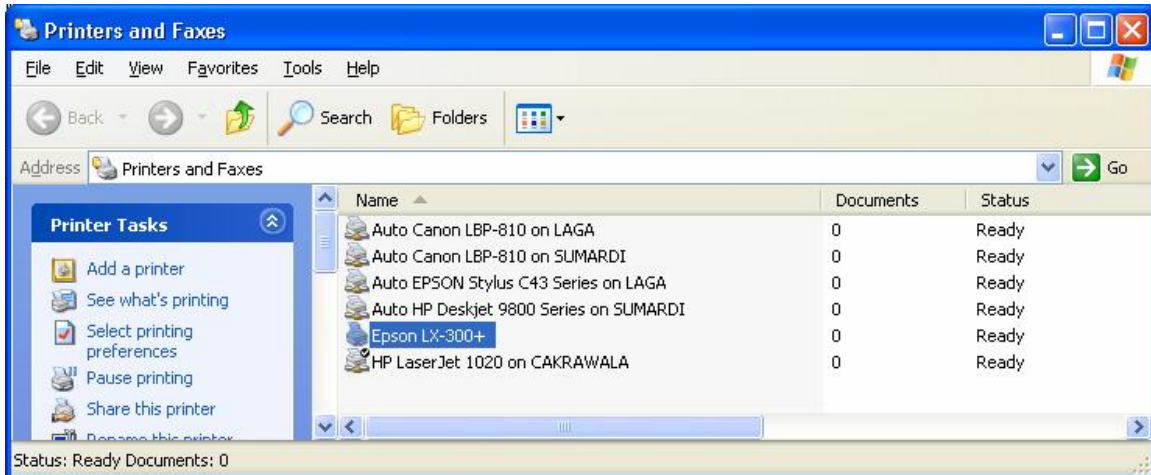 Printers and Faxes
File Edit View Favorites Tools Help
Back Search Folders
Address Printers and Faxes Go
Printer Tasks
Add a printer
See what's printing
Select printing
preferences
Pause printing
Share this printer
Rename this printer
Name Documents Status
Auto Canon LBP-810 on LAGA 0 Ready
Auto Canon LBP-810 on SUMARDI 0 Ready
Auto EPSON Stylus C43 Series on LAGA 0 Ready
Auto HP Deskjet 9800 Series on SUMARDI 0 Ready
Epson LX-300+ 0 Ready
HP LaserJet 1020 on CAKRAWALA 0 Ready
Status: Ready Documents: 0